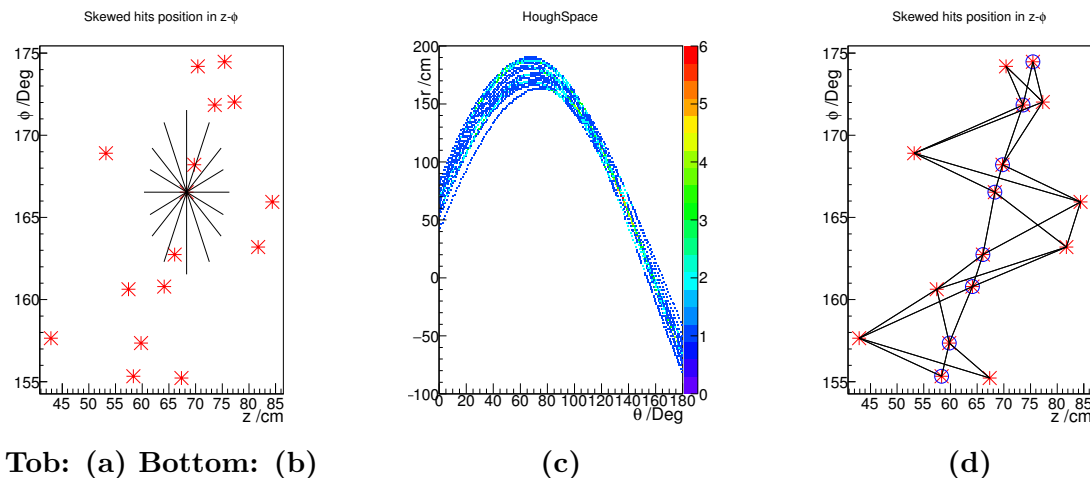 Skewed hits position in z-ϕ
ϕ /Deg
175
170
165
160
155
45 50 55 60 65 70 75 80 85
z /cm
HoughSpace
r /cm
200
150
100
50
0
−50
−100
0 20 40 60 80 100 120 140 160 180
θ /Deg
6
5
4
3
2
1
0
Skewed hits position in z-ϕ
ϕ /Deg
175
170
165
160
155
45 50 55 60 65 70 75 80 85
z /cm
Tob: (a) Bottom: (b)
(c)
(d)